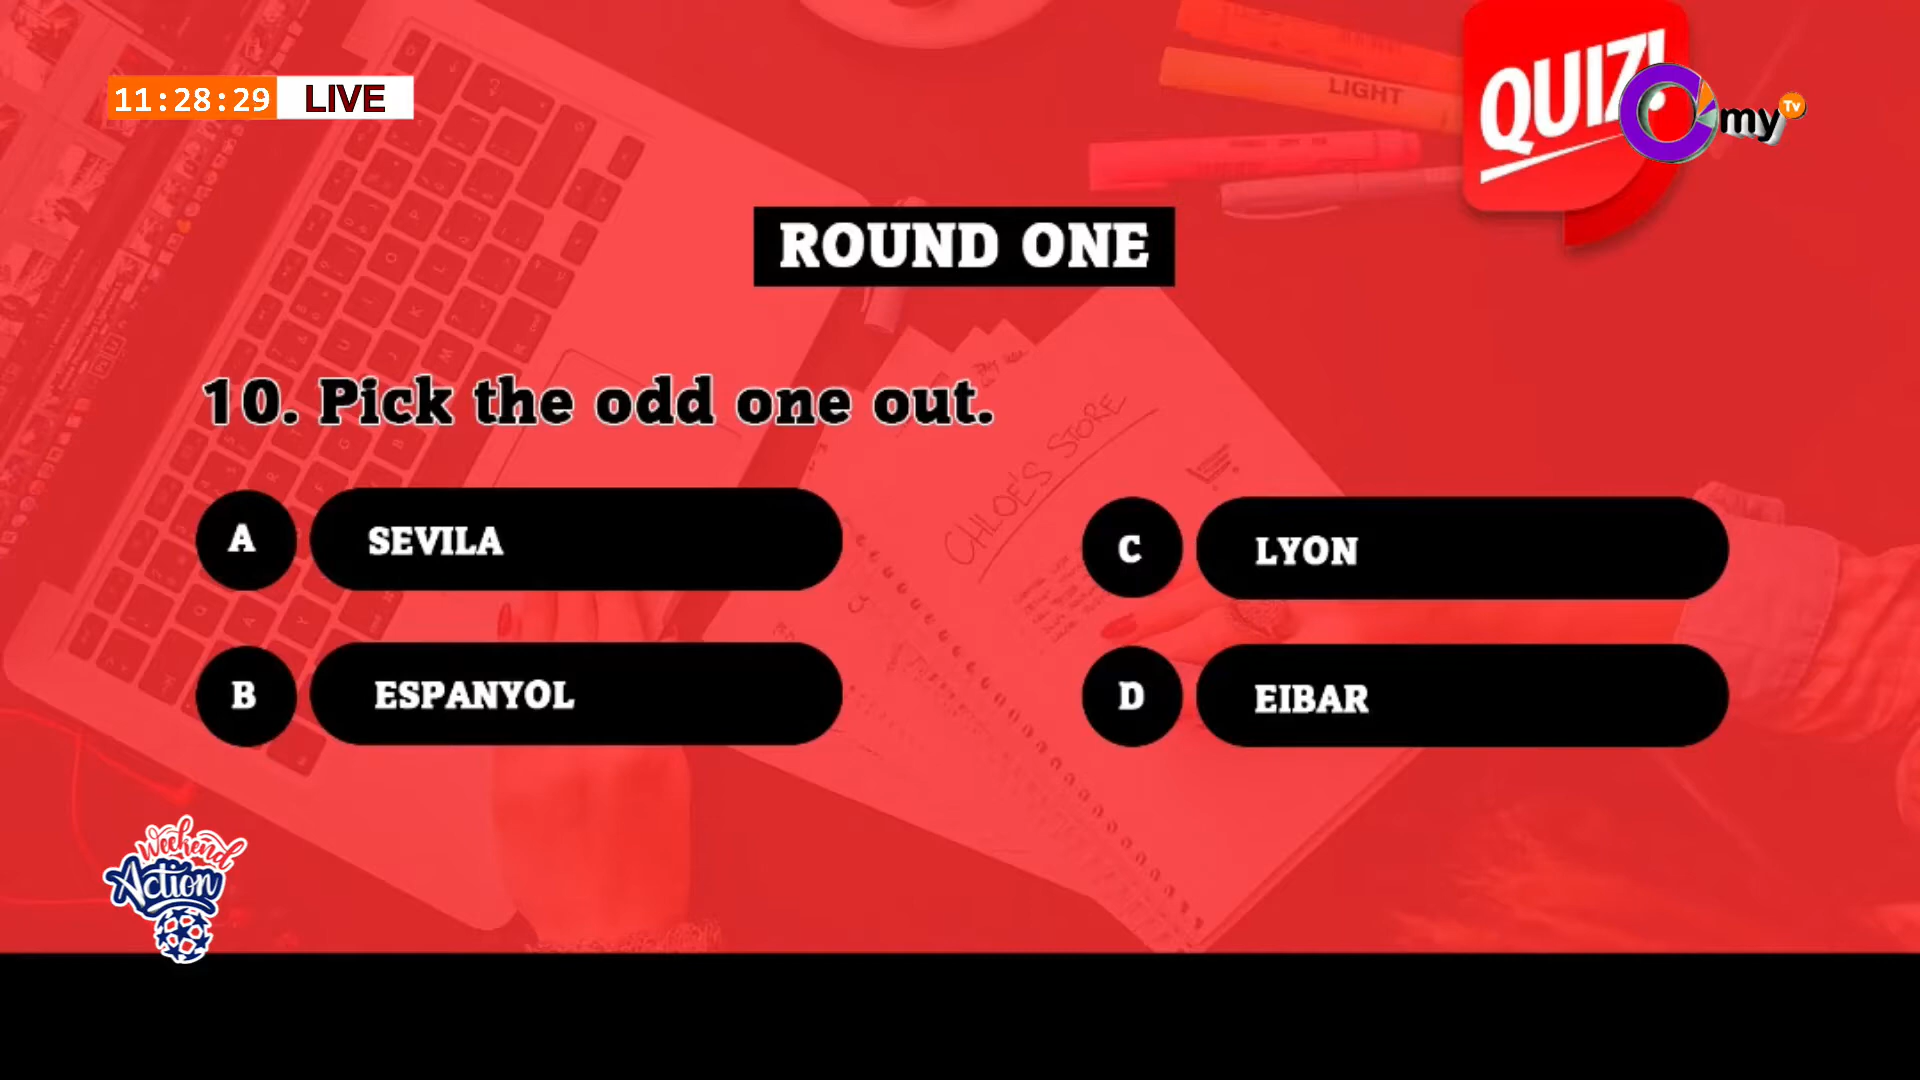 11:28:29 LIVE
LIGHT
QUIZ!
my Tv
ROUND ONE
10. Pick the odd one out.
CHLOE'S STORE
A SEVILA
C LYON
B ESPANYOL
D EIBAR
Weekend
Action